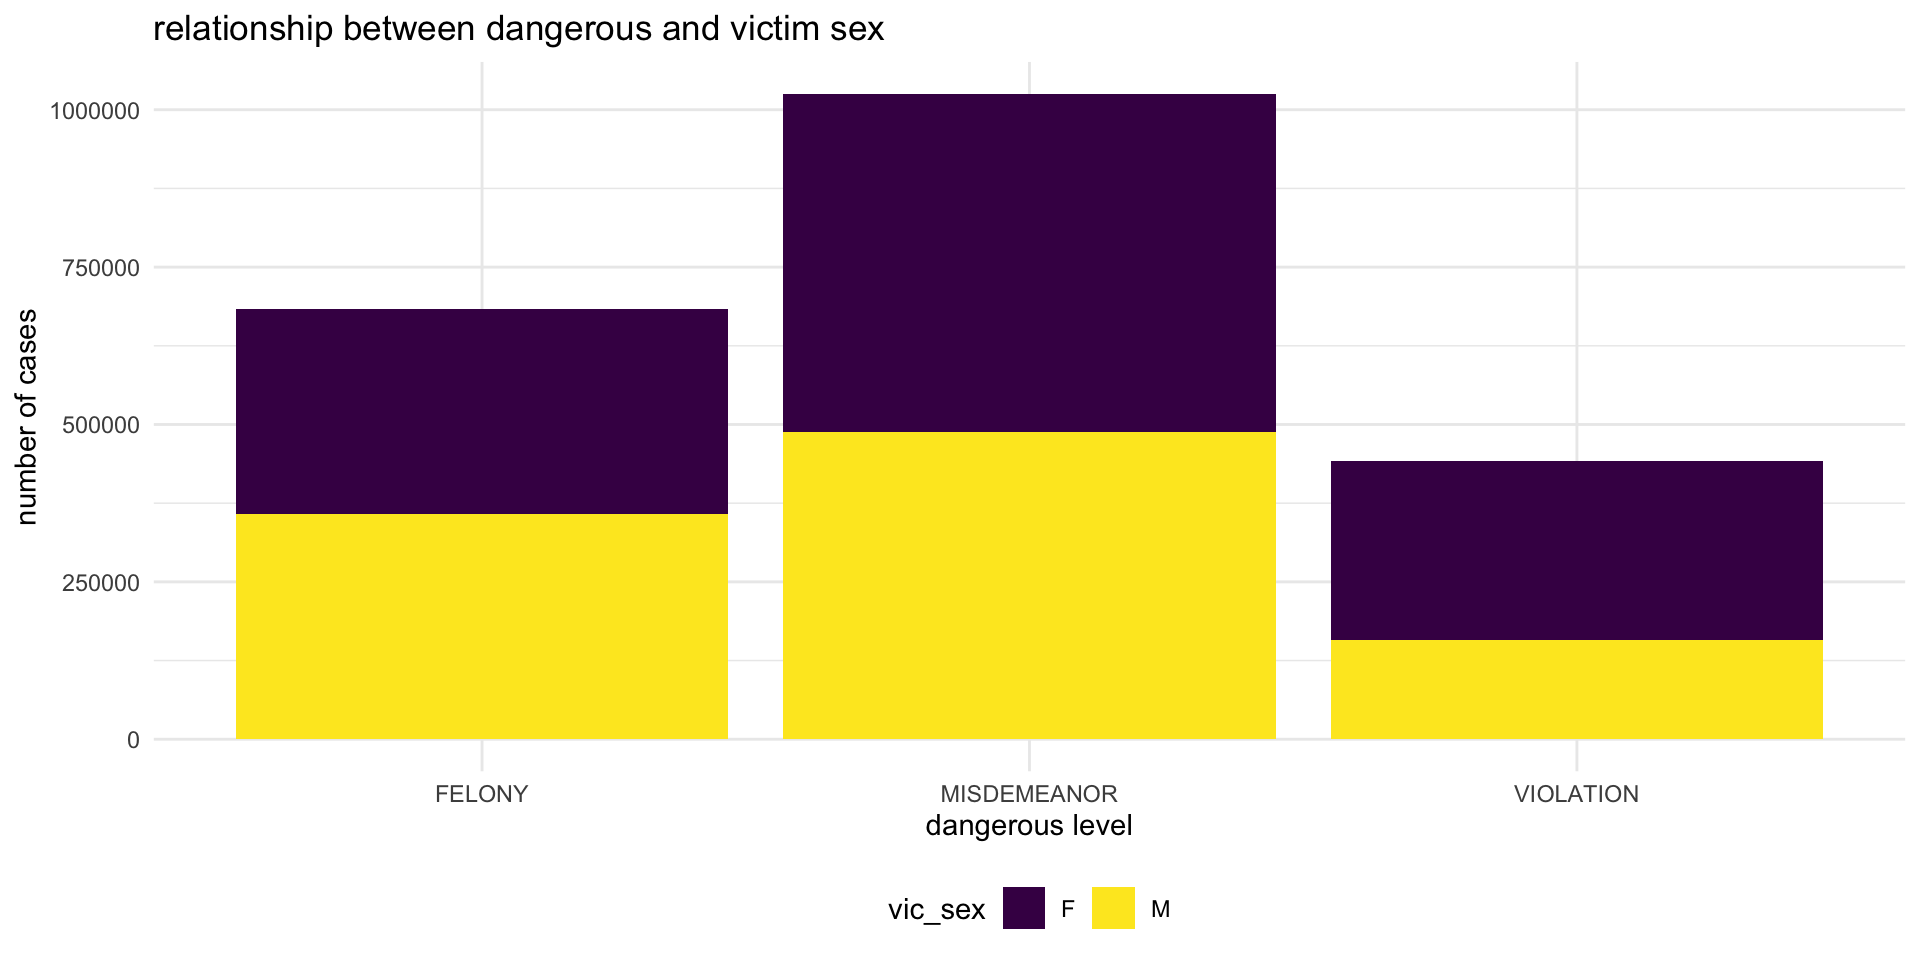 relationship between dangerous and victim sex
number of cases
1000000
750000
500000
250000
0
FELONY MISDEMEANOR VIOLATION
dangerous level
vic_sex F M